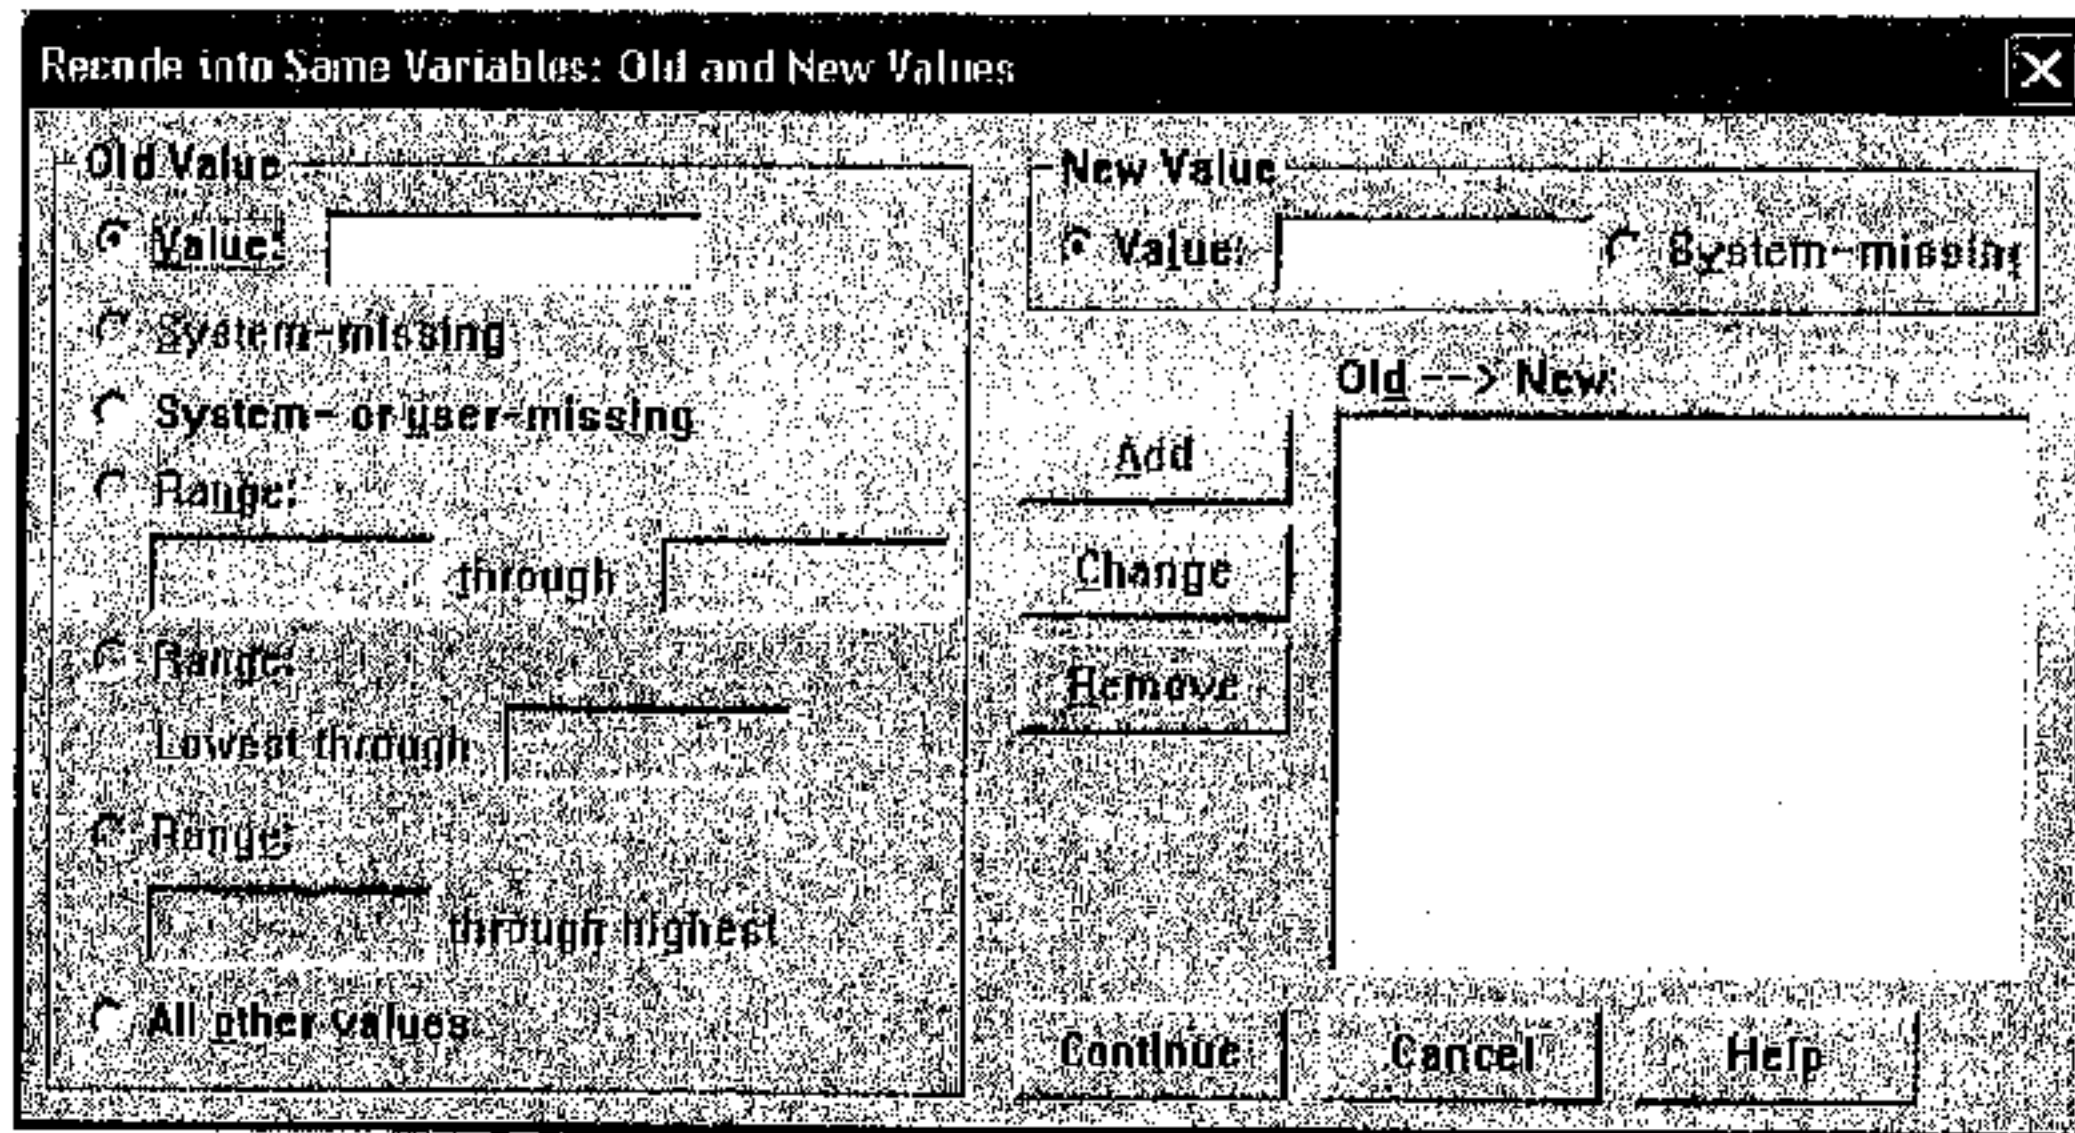 Recode into Same Variables: Old and New Values
Old Value
Value:
System-missing
System- or user-missing
Range:
through
Range:
Lowest through
Range:
through highest
All other values
New Value
Value:
System-missing
Old --> New:
Add
Change
Remove
Continue
Cancel
Help